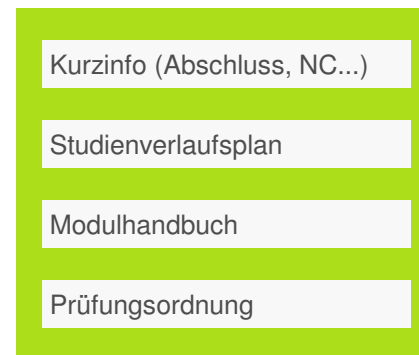 Kurzinfo (Abschluss, NC...)
Studienverlaufsplan
Modulhandbuch
Prüfungsordnung